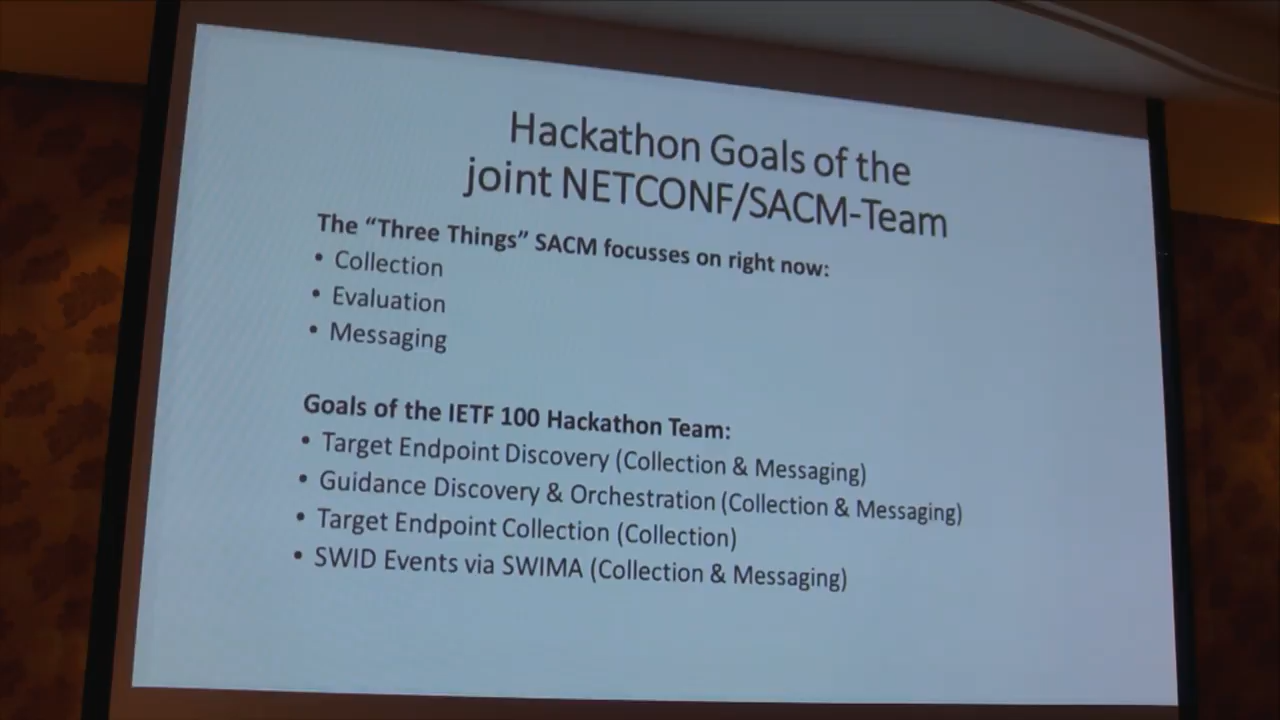 Hackathon Goals of the
joint NETCONF/SACM-Team
The “Three Things” SACM focusses on right now:
• Collection
• Evaluation
• Messaging
Goals of the IETF 100 Hackathon Team:
• Target Endpoint Discovery (Collection & Messaging)
• Guidance Discovery & Orchestration (Collection & Messaging)
• Target Endpoint Collection (Collection)
• SWID Events via SWIMA (Collection & Messaging)